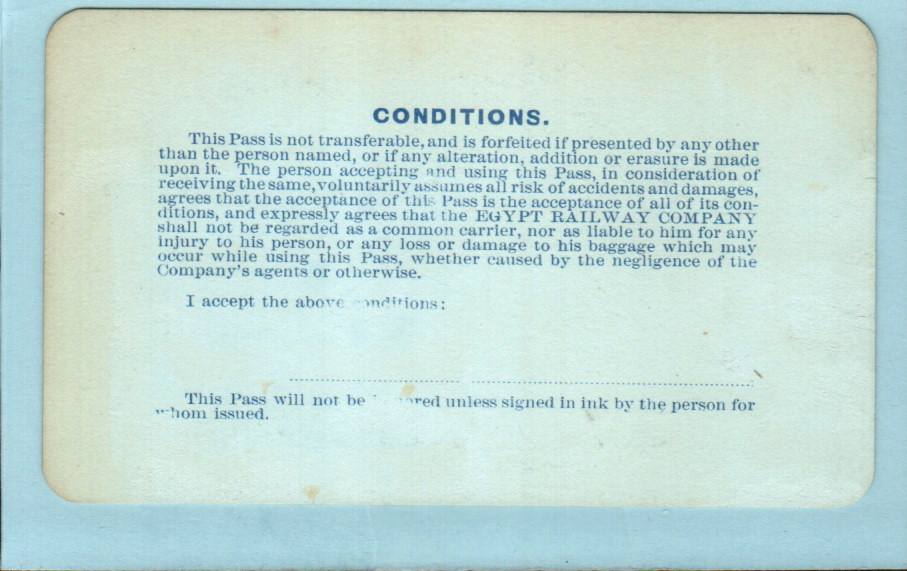 CONDITIONS.
This Pass is not transferable, and is forfeited if presented by any other
than the person named, or if any alteration, addition or erasure is made
upon it. The person accepting and using this Pass, in consideration of
receiving the same, voluntarily assumes all risk of accidents and damages,
agrees that the acceptance of this Pass is the acceptance of all of its con-
ditions, and expressly agrees that the EGYPT RAILWAY COMPANY
shall not be regarded as a common carrier, nor as liable to him for any
injury to his person, or any loss or damage to his baggage which may
occur while using this Pass, whether caused by the negligence of the
Company's agents or otherwise.
I accept the above conditions:
This Pass will not be unless signed in ink by the person for
whom issued.